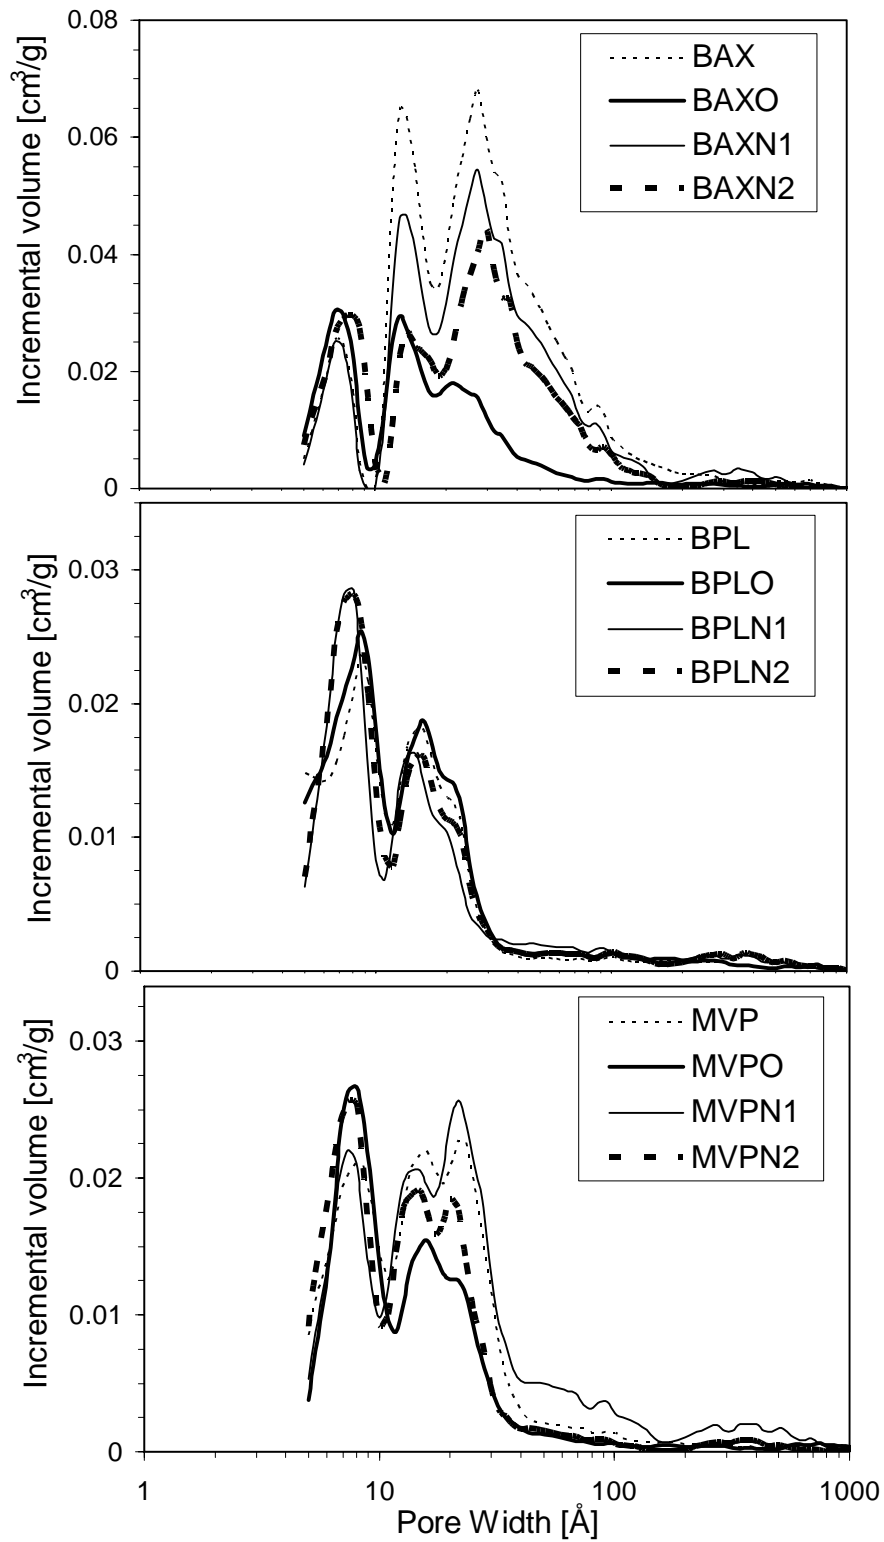 0.08
0.06
0.04
0.02
0
Incremental volume [cm³/g]
BAX
BAXO
BAXN1
BAXN2
0.03
0.02
0.01
0
Incremental volume [cm³/g]
BPL
BPLO
BPLN1
BPLN2
0.03
0.02
0.01
0
Incremental volume [cm³/g]
MVP
MVPO
MVPN1
MVPN2
1 10 100 1000
Pore Width [Å]